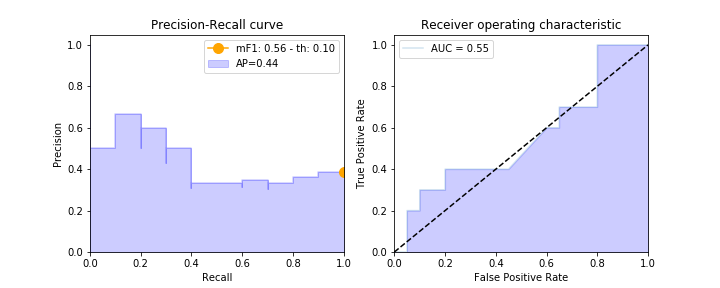 Precision-Recall curve
mF1: 0.56 - th: 0.10
AP=0.44
Precision
1.0
0.8
0.6
0.4
0.2
0.0
0.0 0.2 0.4 0.6 0.8 1.0
Recall
Receiver operating characteristic
AUC = 0.55
True Positive Rate
1.0
0.8
0.6
0.4
0.2
0.0
0.0 0.2 0.4 0.6 0.8 1.0
False Positive Rate